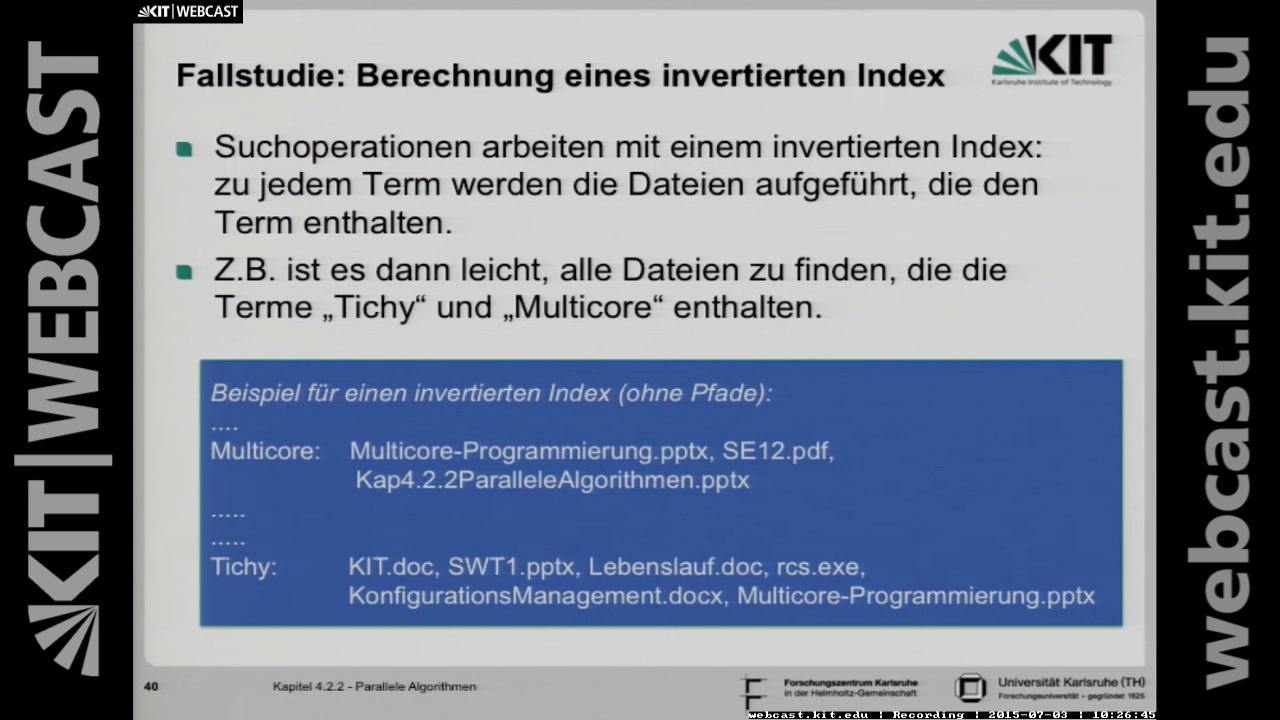 KIT|WEBCAST
KIT|WEBCAST
webcast.kit.edu
KIT
Karlsruhe Institute of Technology
Fallstudie: Berechnung eines invertierten Index
Suchoperationen arbeiten mit einem invertierten Index:
zu jedem Term werden die Dateien aufgeführt, die den
Term enthalten.
Z.B. ist es dann leicht, alle Dateien zu finden, die die
Terme „Tichy“ und „Multicore“ enthalten.
Beispiel für einen invertierten Index (ohne Pfade):
....
Multicore: Multicore-Programmierung.pptx, SE12.pdf,
Kap4.2.2ParalleleAlgorithmen.pptx
.....
.....
Tichy: KIT.doc, SWT1.pptx, Lebenslauf.doc, rcs.exe,
KonfigurationsManagement.docx, Multicore-Programmierung.pptx
40 Kapitel 4.2.2 - Parallele Algorithmen
Forschungszentrum Karlsruhe
in der Helmholtz-Gemeinschaft
Universität Karlsruhe (TH)
Forschungsuniversität - gegründet 1825
webcast.kit.edu | Recording | 2015-07-03 | 10:26:45